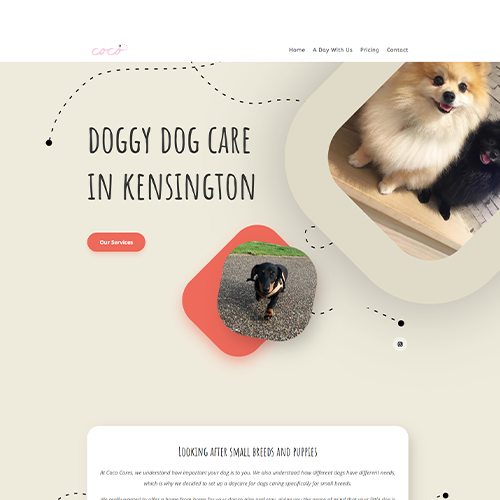 coco
Home A Day With Us Pricing Contact
DOGGY DOG CARE
IN KENSINGTON
Our Services
Looking after small breeds and puppies
At Coco Cares, we understand how important your dog is to you. We also understand how different dogs have different needs,
which is why we decided to set up a daycare for dogs caring specifically for small breeds.